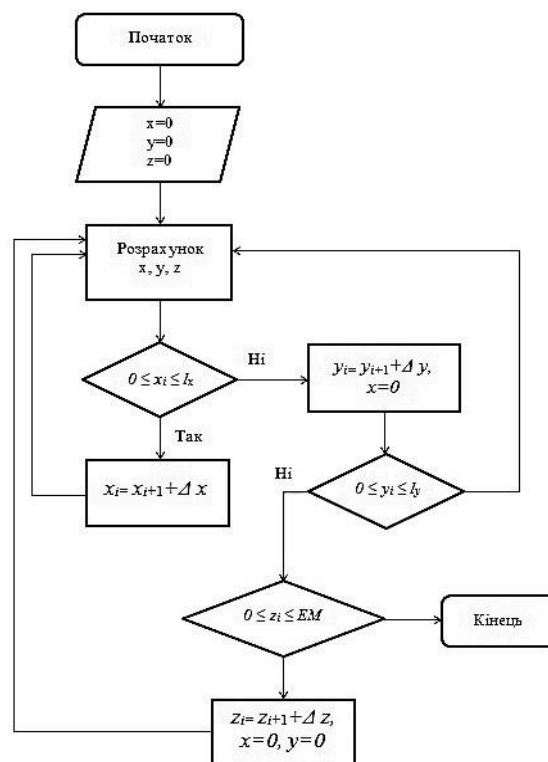 Початок
x=0
y=0
z=0
Розрахунок
x, y, z
0 ≤ xᵢ ≤ lₓ
Ні
yᵢ= yᵢ₊₁+Δ y,
x=0
Так
xᵢ= xᵢ₊₁+Δ x
Ні
0 ≤ yᵢ ≤ l_y
0 ≤ zᵢ ≤ EM
Кінець
zᵢ= zᵢ₊₁+Δ z,
x=0, y=0